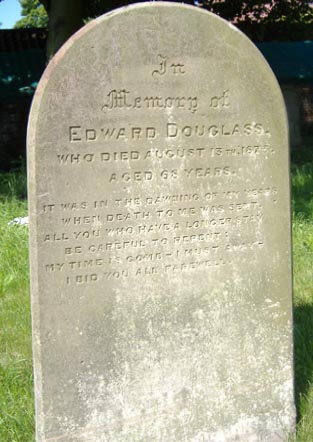 In
Memory of
EDWARD DOUGLASS.
WHO DIED AUGUST 13TH.
AGED 68 YEARS.
IT WAS IN THE DAWNING OF MY YEARS
WHEN DEATH TO ME WAS SENT.
ALL YOU WHO HAVE A LONGER STAY
BE CAREFUL TO REPENT:
MY TIME IS COME - I MUST AWAY -
I BID YOU ALL FAREWELL